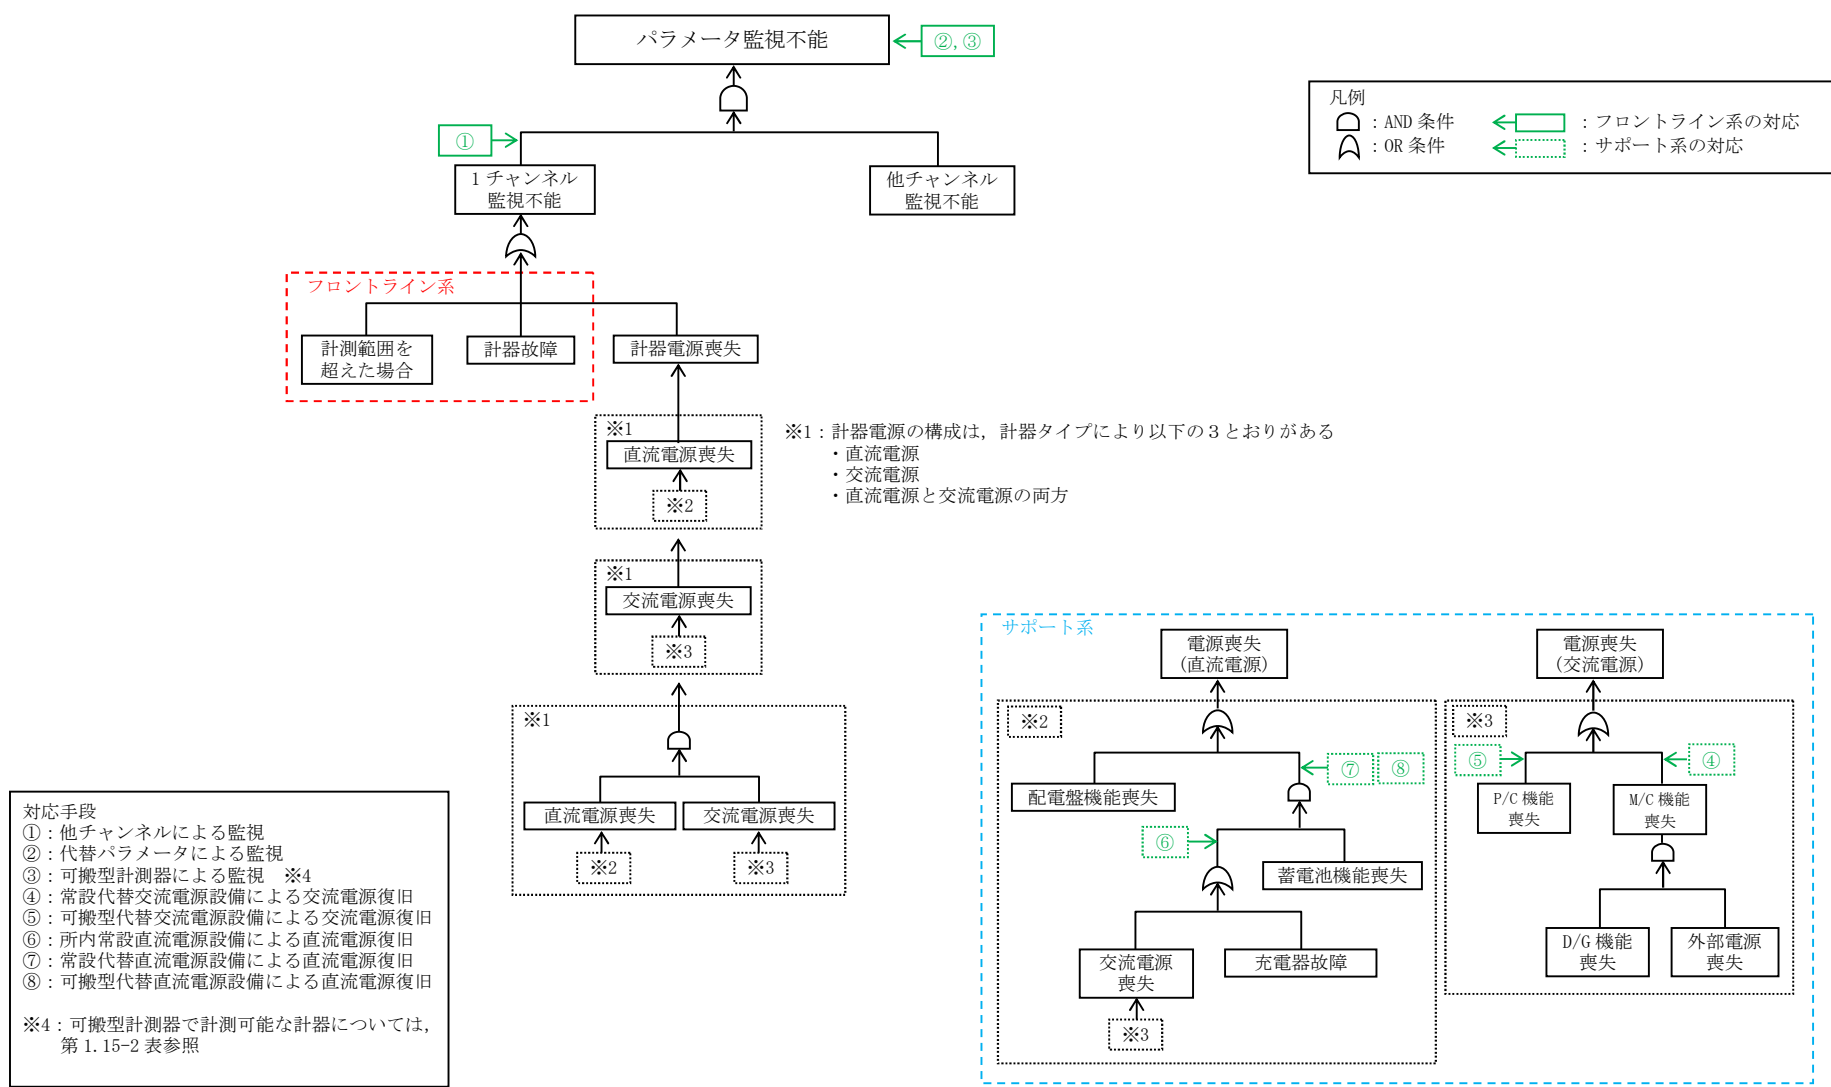 パラメータ監視不能
②,③
凡例
：AND 条件
：フロントライン系の対応
：OR 条件
：サポート系の対応
①
1 チャンネル
監視不能
他チャンネル
監視不能
フロントライン系
計測範囲を
超えた場合
計器故障
計器電源喪失
※1
直流電源喪失
※2
※1：計器電源の構成は，計器タイプにより以下の３とおりがある
・直流電源
・交流電源
・直流電源と交流電源の両方
※1
交流電源喪失
※3
※1
直流電源喪失
交流電源喪失
※2
※3
サポート系
電源喪失
(直流電源)
※2
配電盤機能喪失
⑦
⑧
⑥
蓄電池機能喪失
交流電源
喪失
充電器故障
※3
電源喪失
(交流電源)
※3
⑤
④
P/C 機能
喪失
M/C 機能
喪失
D/G 機能
喪失
外部電源
喪失
対応手段
①：他チャンネルによる監視
②：代替パラメータによる監視
③：可搬型計測器による監視　※4
④：常設代替交流電源設備による交流電源復旧
⑤：可搬型代替交流電源設備による交流電源復旧
⑥：所内常設直流電源設備による直流電源復旧
⑦：常設代替直流電源設備による直流電源復旧
⑧：可搬型代替直流電源設備による直流電源復旧
※4：可搬型計測器で計測可能な計器については，
第 1.15-2 表参照